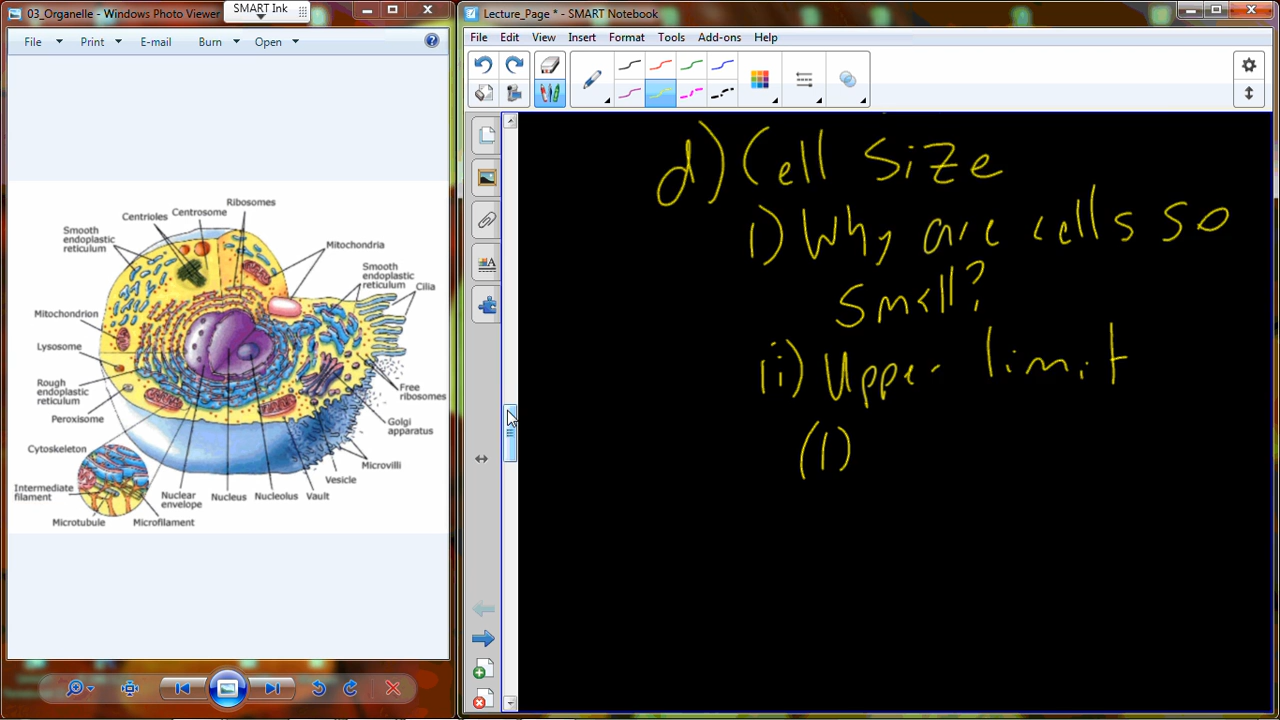 03_Organelle - Windows Photo Viewer
SMART Ink
File Print Burn E-mail Open
Ribosomes
Centrosome
Centrioles
Smooth
endoplastic
reticulum
Mitochondria
Smooth
endoplastic
reticulum
Cilia
Mitochondrion
Lysosome
Rough
endoplastic
reticulum
Peroxisome
Free
ribosomes
Golgi
apparatus
Cytoskeleton
Microvilli
Vesicle
Intermediate
filament
Nuclear
envelope
Nucleus
Nucleolus
Vault
Microtubule
Microfilament
Lecture_Page * - SMART Notebook
File Edit View Insert Format Tools Add-ons Help
d) Cell Size
i) Why are cells so
small?
ii) Upper limit
(1)